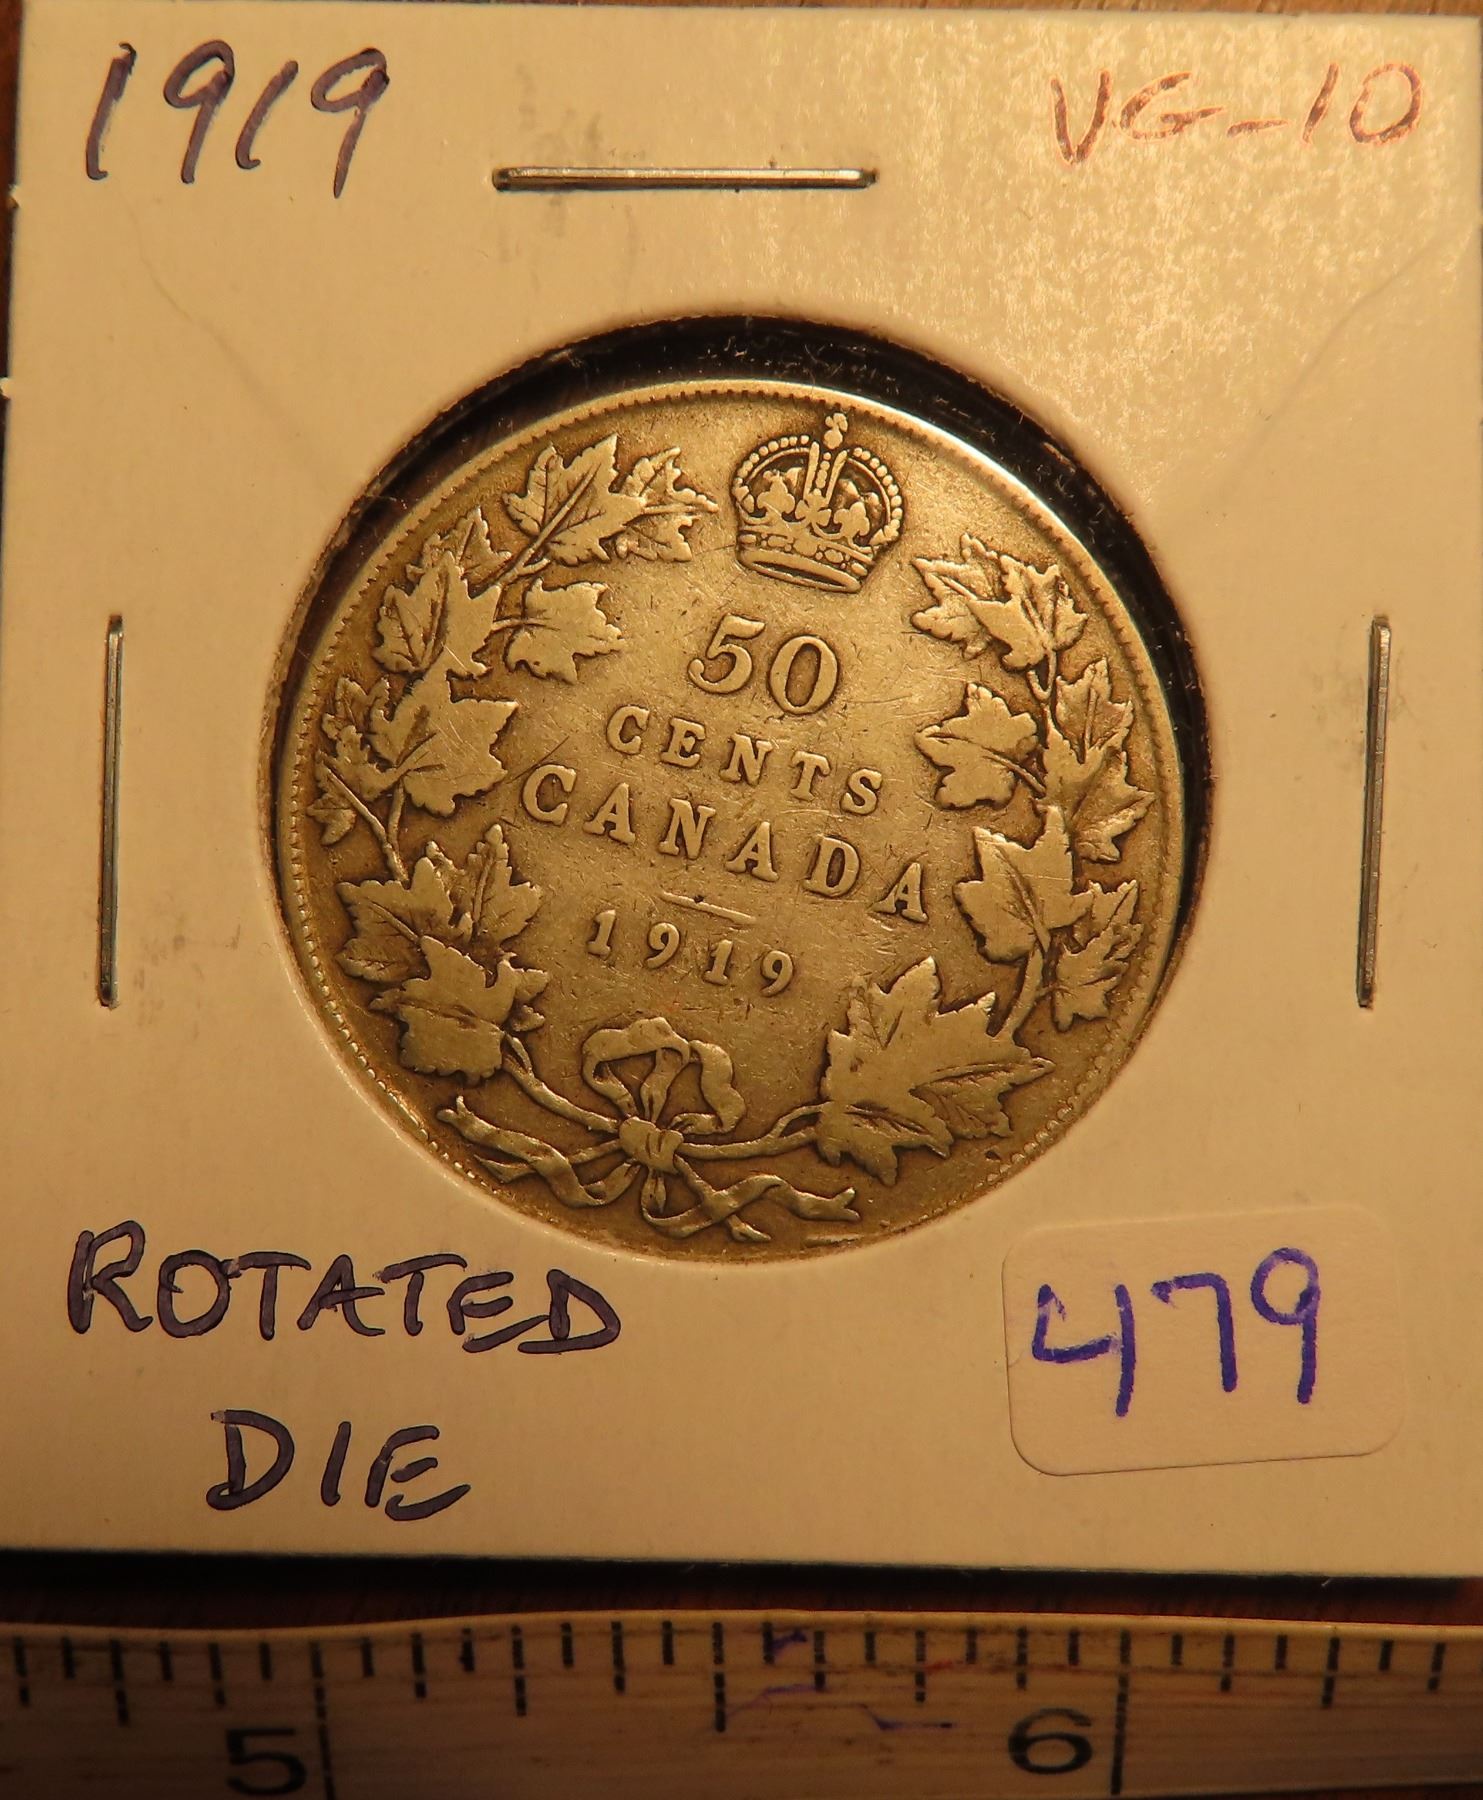 1919
VG-10
50
CENTS
CANADA
1919
ROTATED
DIE
479
5
6